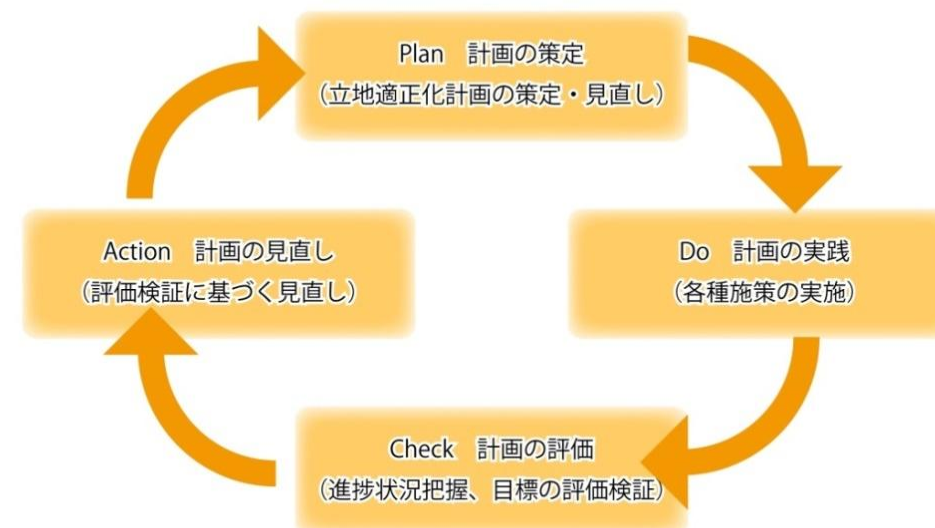 Plan　計画の策定
（立地適正化計画の策定・見直し）
Action　計画の見直し
（評価検証に基づく見直し）
Do　計画の実践
（各種施策の実施）
Check　計画の評価
（進捗状況把握、目標の評価検証）